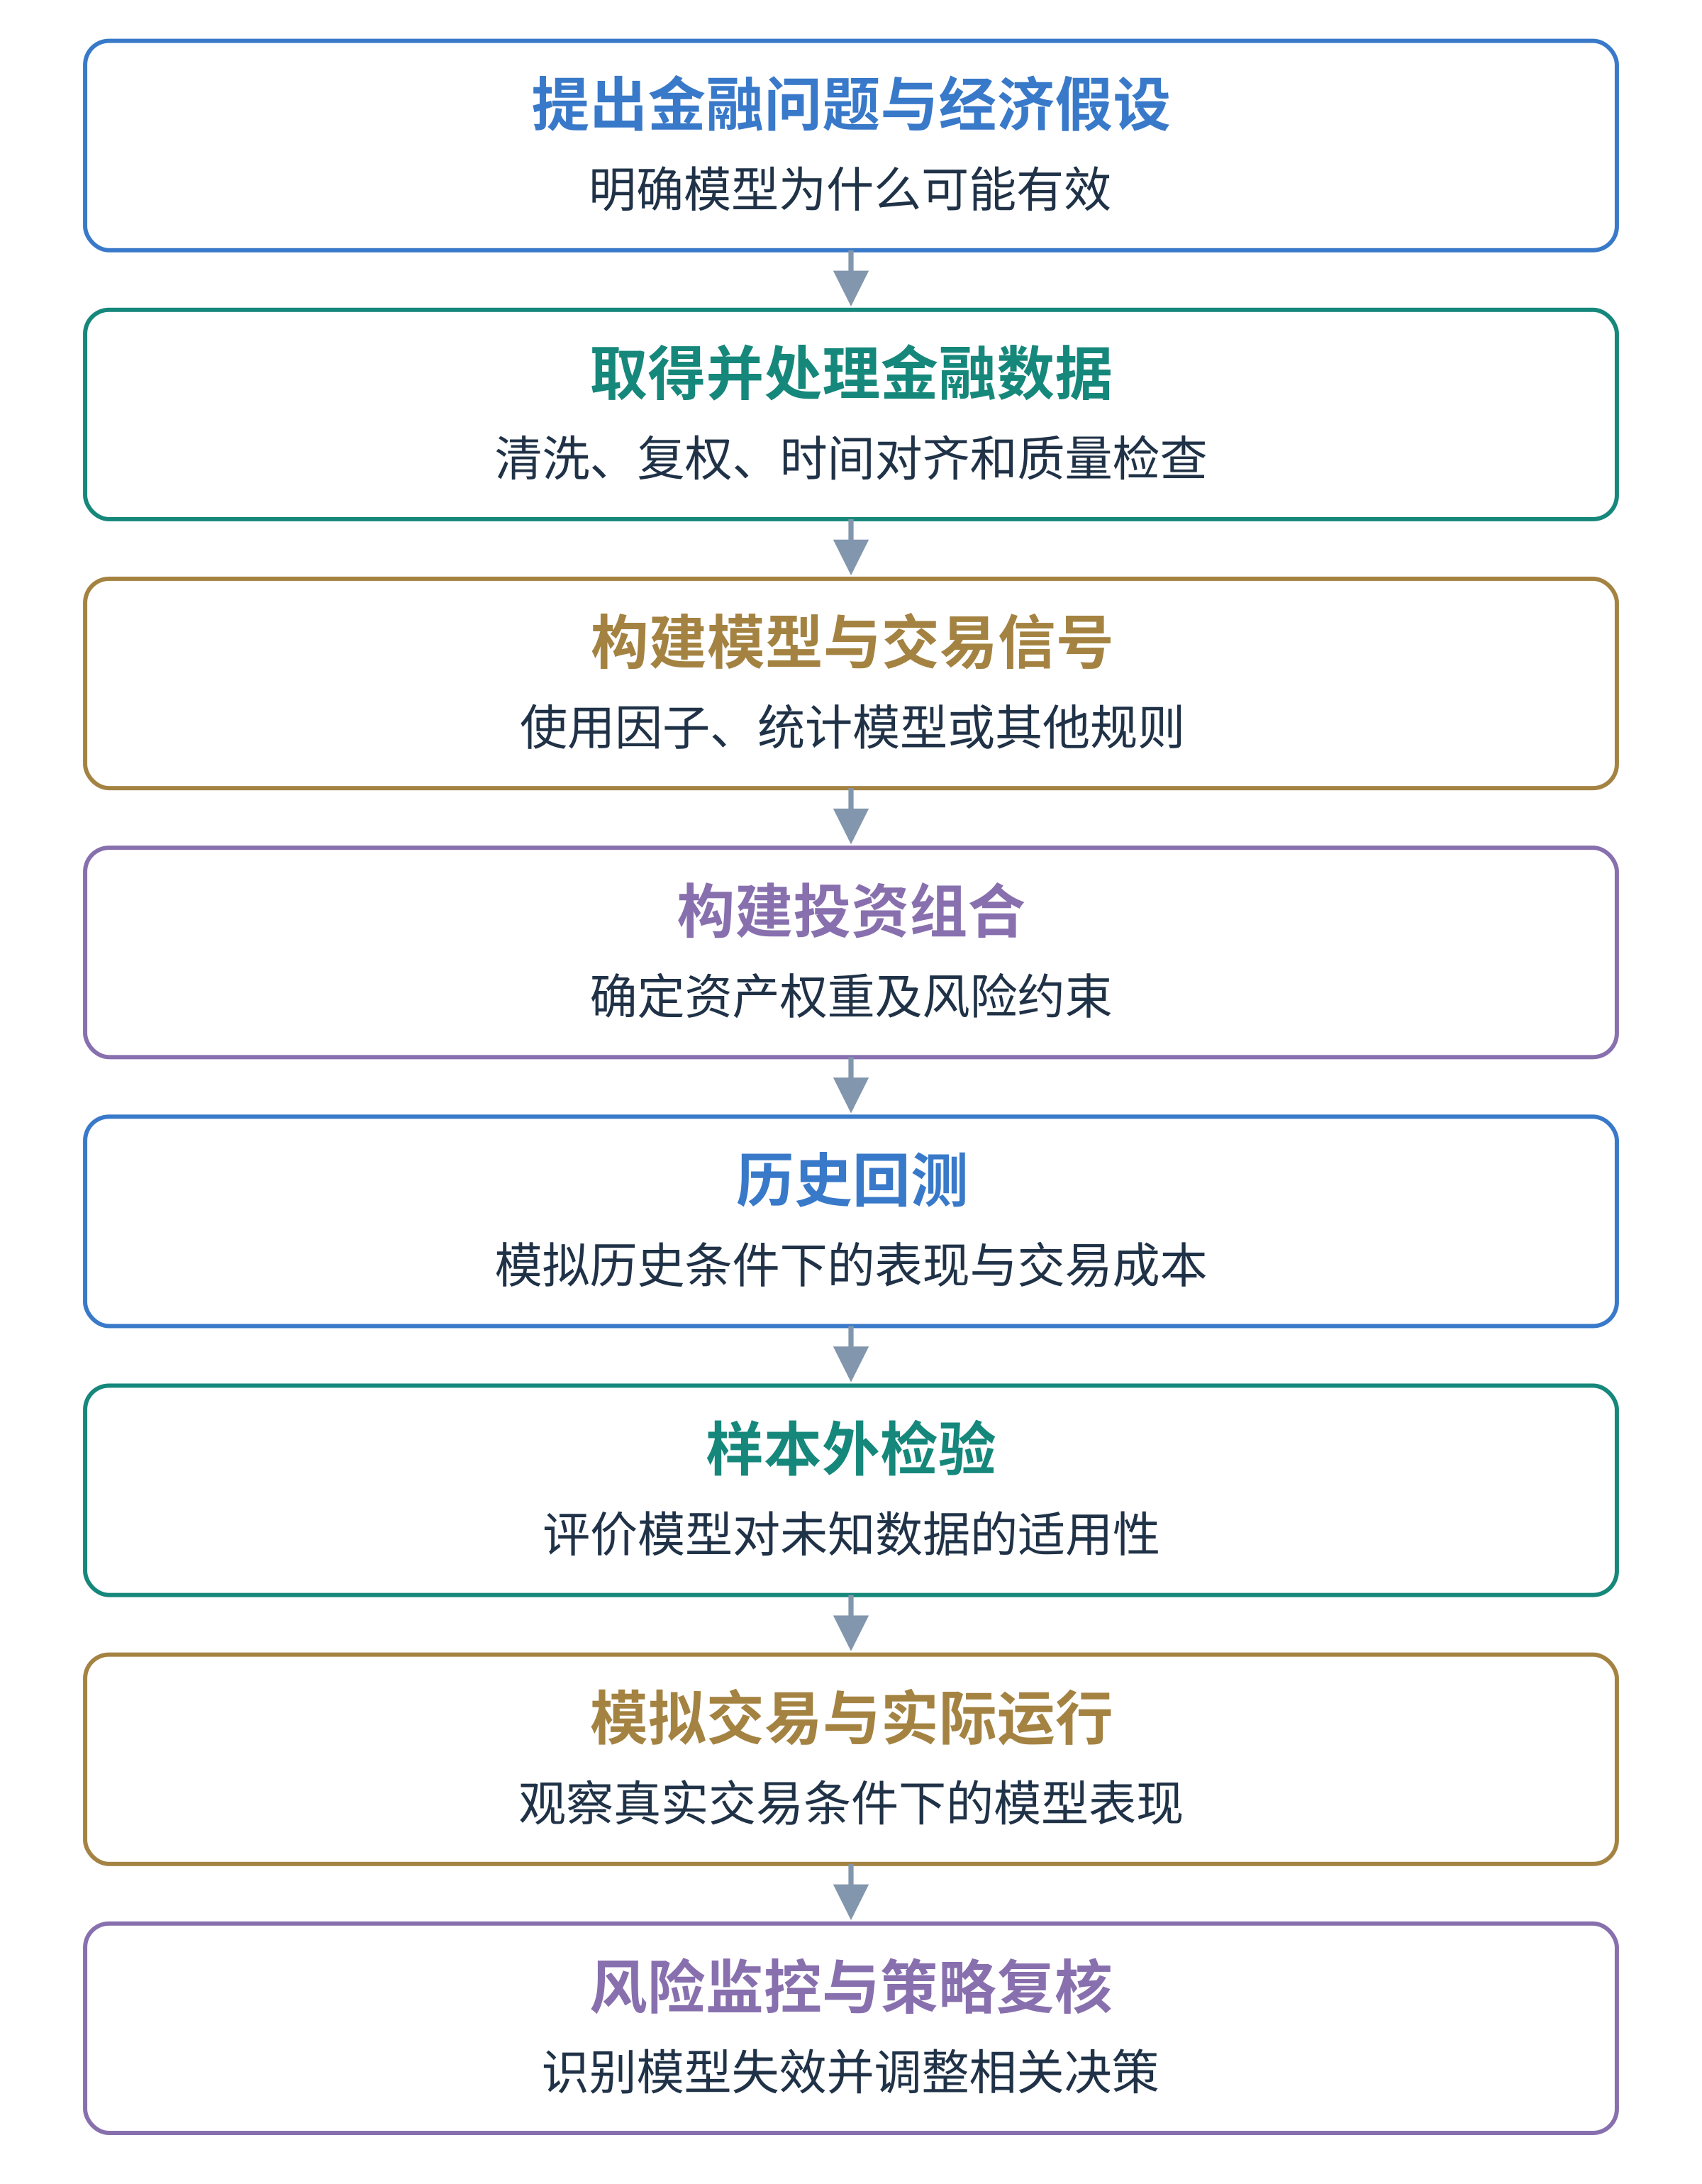 提出金融问题与经济假设
明确模型为什么可能有效
取得并处理金融数据
清洗、复权、时间对齐和质量检查
构建模型与交易信号
使用因子、统计模型或其他规则
构建投资组合
确定资产权重及风险约束
历史回测
模拟历史条件下的表现与交易成本
样本外检验
评价模型对未知数据的适用性
模拟交易与实际运行
观察真实交易条件下的模型表现
风险监控与策略复核
识别模型失效并调整相关决策